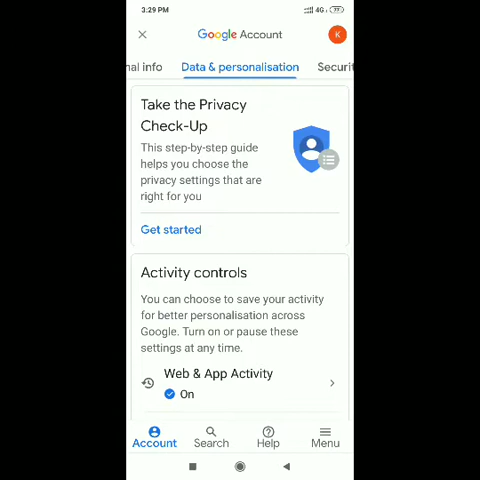 3:29 PM 4G 77
Google Account K
nal info Data & personalisation Securit
Take the Privacy
Check-Up
This step-by-step guide
helps you choose the
privacy settings that are
right for you
Get started
Activity controls
You can choose to save your activity
for better personalisation across
Google. Turn on or pause these
settings at any time.
Web & App Activity
On
Account Search Help Menu